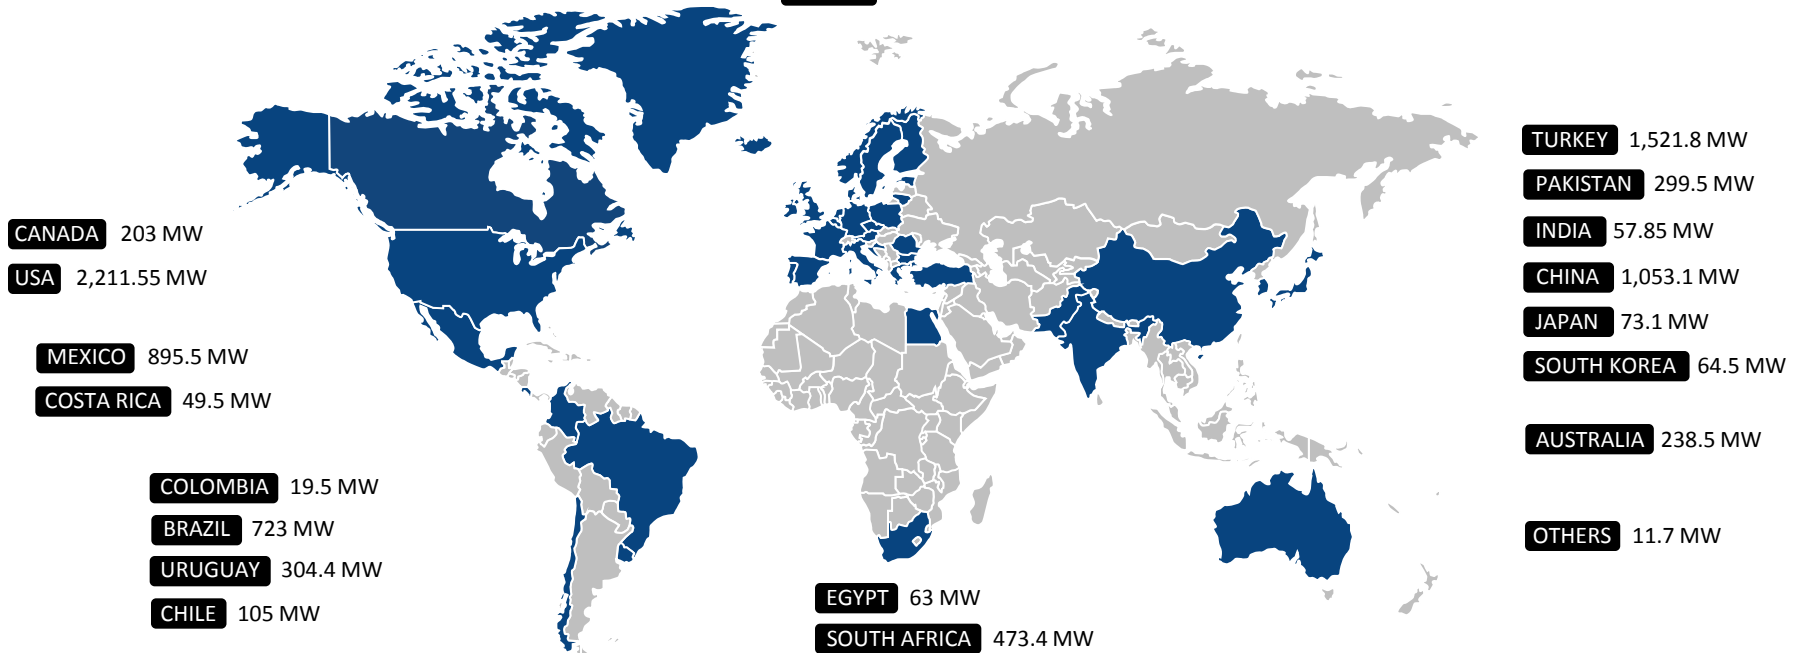 CANADA 203 MW
USA 2,211.55 MW
MEXICO 895.5 MW
COSTA RICA 49.5 MW
COLOMBIA 19.5 MW
BRAZIL 723 MW
URUGUAY 304.4 MW
CHILE 105 MW
EGYPT 63 MW
SOUTH AFRICA 473.4 MW
TURKEY 1,521.8 MW
PAKISTAN 299.5 MW
INDIA 57.85 MW
CHINA 1,053.1 MW
JAPAN 73.1 MW
SOUTH KOREA 64.5 MW
AUSTRALIA 238.5 MW
OTHERS 11.7 MW